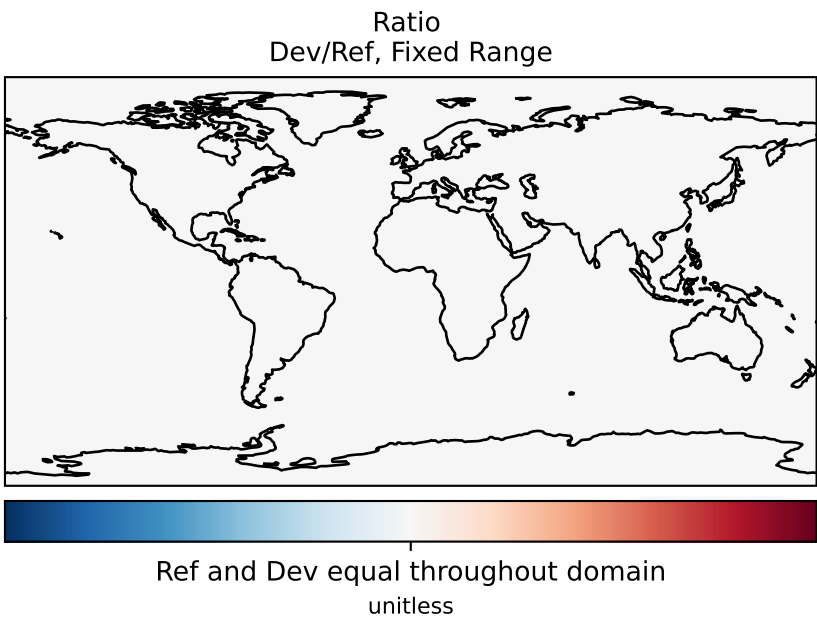 Ratio
Dev/Ref, Fixed Range
Ref and Dev equal throughout domain
unitless